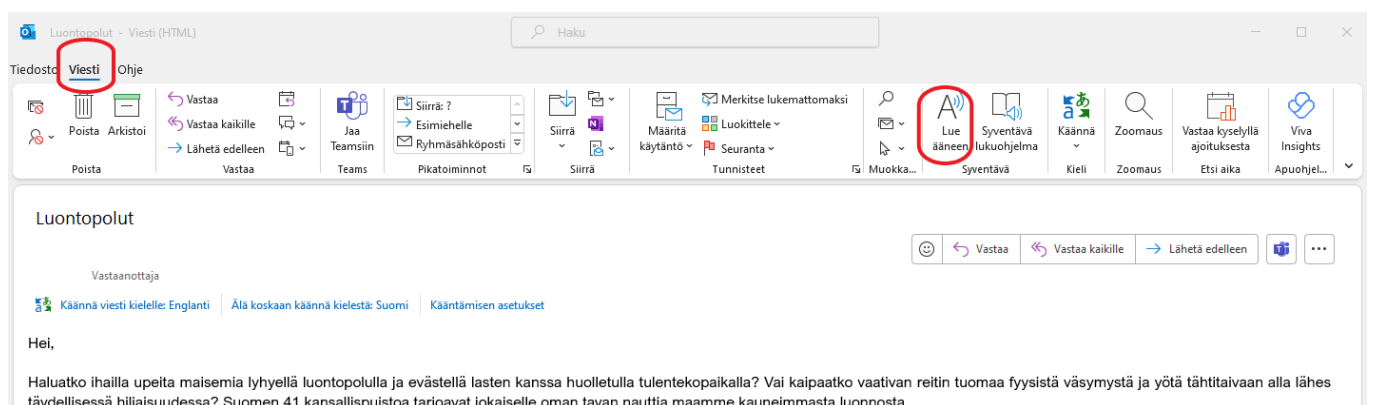 Luontopolut - Viesti (HTML)
Haku
Tiedosto Viesti Ohje
Poista Arkistoi
Poista
Vastaa
Vastaa kaikille
Lähetä edelleen
Vastaa
Jaa
Teamsiin
Teams
Siirrä: ?
Esimiehelle
Ryhmäsähköposti
Pikatoiminnot
Siirrä
Siirrä
Määritä
käytäntö
Merkitse lukemattomaksi
Luokittele
Seuranta
Tunnisteet
Muokka...
Lue
ääneen
Syventävä
lukuohjelma
Syventävä
Käännä
Kieli
Zoomaus
Zoomaus
Vastaa kyselyllä
ajoituksesta
Etsi aika
Viva
Insights
Apuohjel...
Luontopolut
Vastaa Vastaa kaikille Lähetä edelleen
Vastaanottaja
Käännä viesti kielelle: Englanti Älä koskaan käännä kielestä: Suomi Kääntämisen asetukset
Hei,
Haluatko ihailla upeita maisemia lyhyellä luontopolulla ja evästellä lasten kanssa huolletulla tulentekopaikalla? Vai kaipaatko vaativan reitin tuomaa fyysistä väsymystä ja yötä tähtitaivaan alla lähes
täydellisessä hiljaisuudessa? Suomen 41 kansallispuistoa tarjoavat jokaiselle oman tavan nauttia maamme kauneimmasta luonnosta.